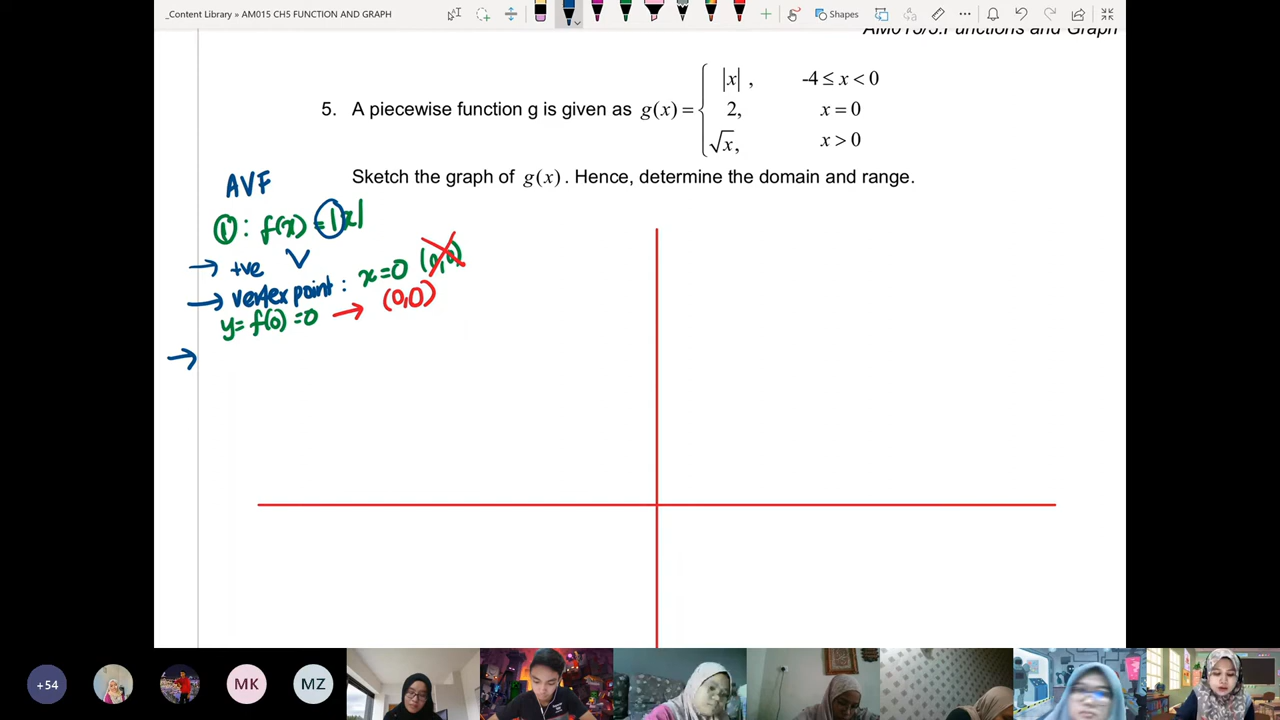 _Content Library » AM015 CH5 FUNCTION AND GRAPH
Shapes
AM015/5.Functions and Graph
5. A piecewise function g is given as g(x) = { |x| , -4 ≤ x < 0
2, x = 0
√x, x > 0
Sketch the graph of g(x). Hence, determine the domain and range.
AVF
① : f(x) = |x|
→ +ve V
→ vertex point : x=0 (0,0)
y= f(0) =0 → (0,0)
→
+54
MK
MZ